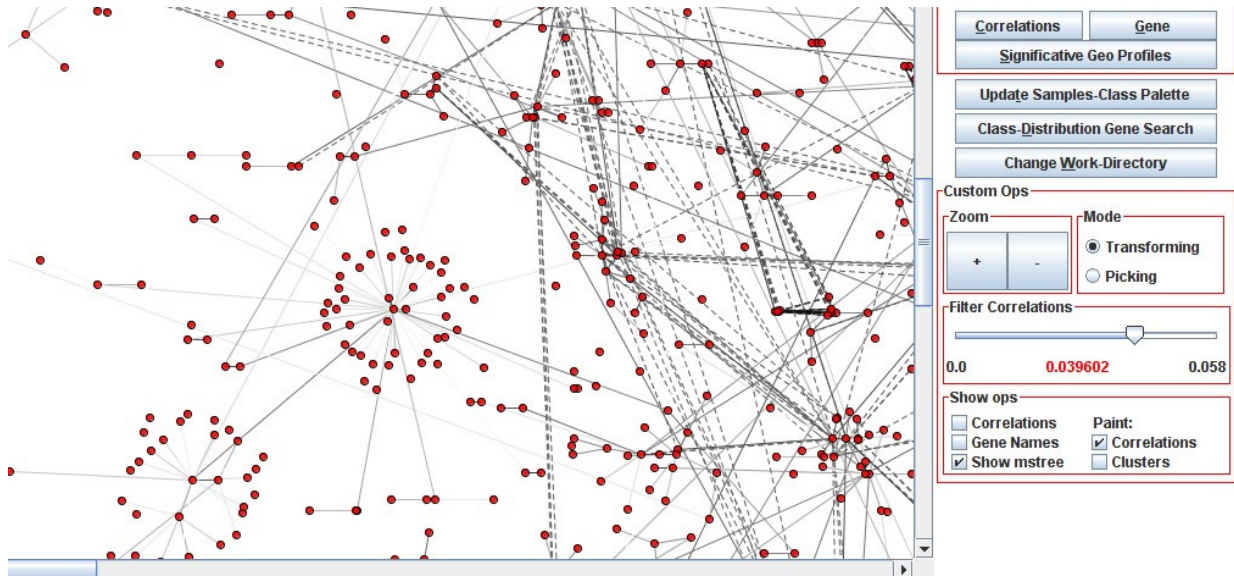 Correlations Gene
Significative Geo Profiles
Update Samples-Class Palette
Class-Distribution Gene Search
Change Work-Directory
Custom Ops
Zoom Mode
+ - Transforming
Picking
Filter Correlations
0.0 0.039602 0.058
Show ops
Correlations Paint:
Gene Names Correlations
Show mstree Clusters